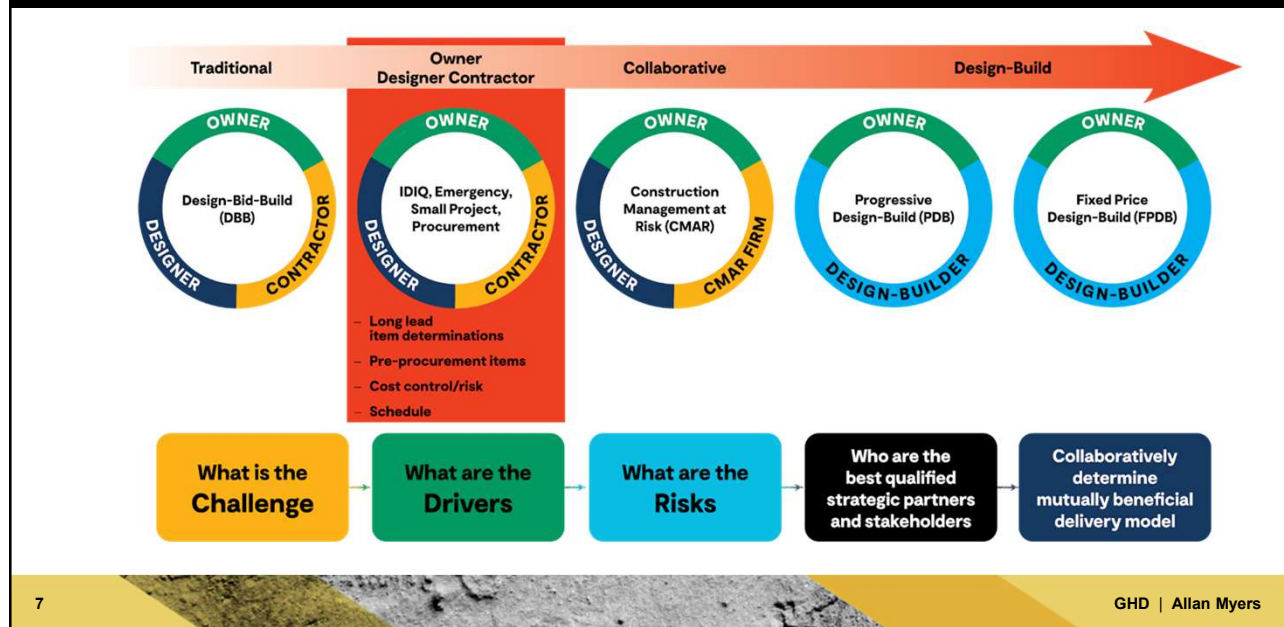 Traditional
Owner
Designer Contractor
Collaborative
Design-Build
OWNER
DESIGNER
CONTRACTOR
Design-Bid-Build
(DBB)
OWNER
DESIGNER
CONTRACTOR
IDIQ, Emergency,
Small Project,
Procurement
OWNER
DESIGNER
CMAR FIRM
Construction
Management at
Risk (CMAR)
OWNER
DESIGN-BUILDER
Progressive
Design-Build (PDB)
OWNER
DESIGN-BUILDER
Fixed Price
Design-Build (FPDB)
– Long lead
item determinations
– Pre-procurement items
– Cost control/risk
– Schedule
What is the
Challenge
What are the
Drivers
What are the
Risks
Who are the
best qualified
strategic partners
and stakeholders
Collaboratively
determine
mutually beneficial
delivery model
7
GHD | Allan Myers